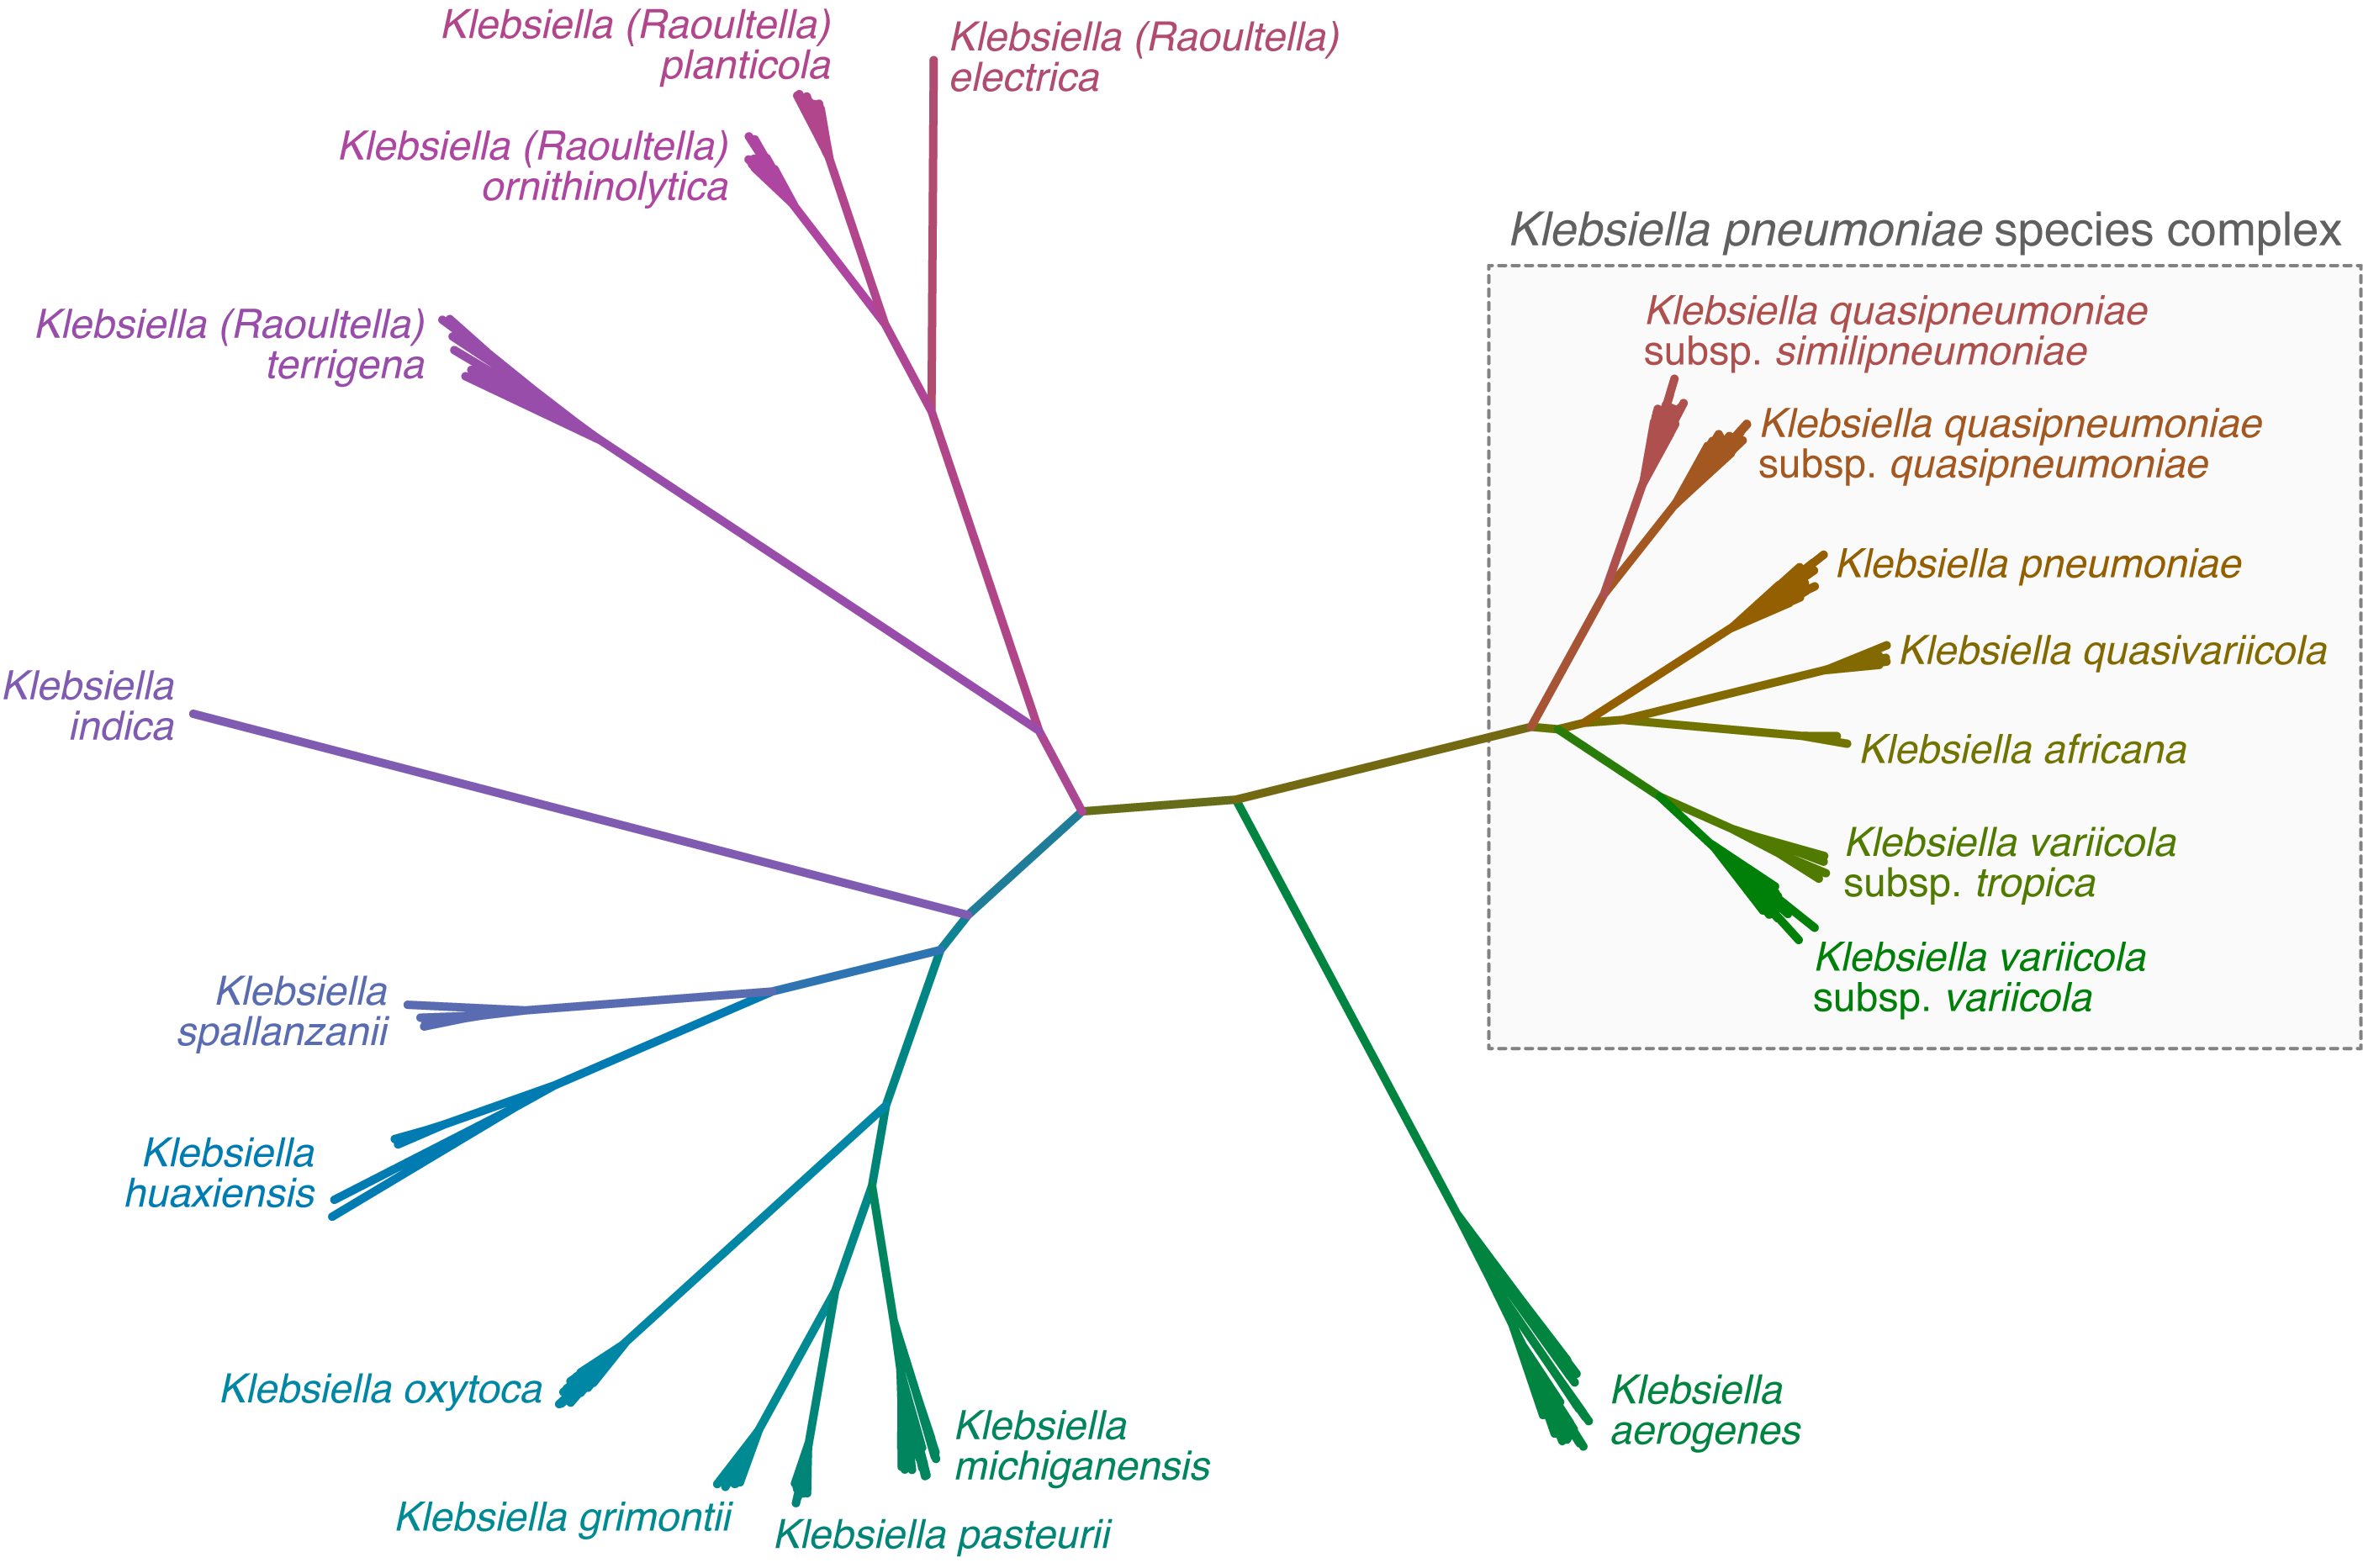 Klebsiella (Raoultella)
planticola
Klebsiella (Raoultella)
electrica
Klebsiella (Raoultella)
ornithinolytica
Klebsiella (Raoultella)
terrigena
Klebsiella
indica
Klebsiella
spallanzanii
Klebsiella
huaxiensis
Klebsiella oxytoca
Klebsiella grimontii
Klebsiella pasteurii
Klebsiella
michiganensis
Klebsiella
aerogenes
Klebsiella pneumoniae species complex
Klebsiella quasipneumoniae
subsp. similipneumoniae
Klebsiella quasipneumoniae
subsp. quasipneumoniae
Klebsiella pneumoniae
Klebsiella quasivariicola
Klebsiella africana
Klebsiella variicola
subsp. tropica
Klebsiella variicola
subsp. variicola